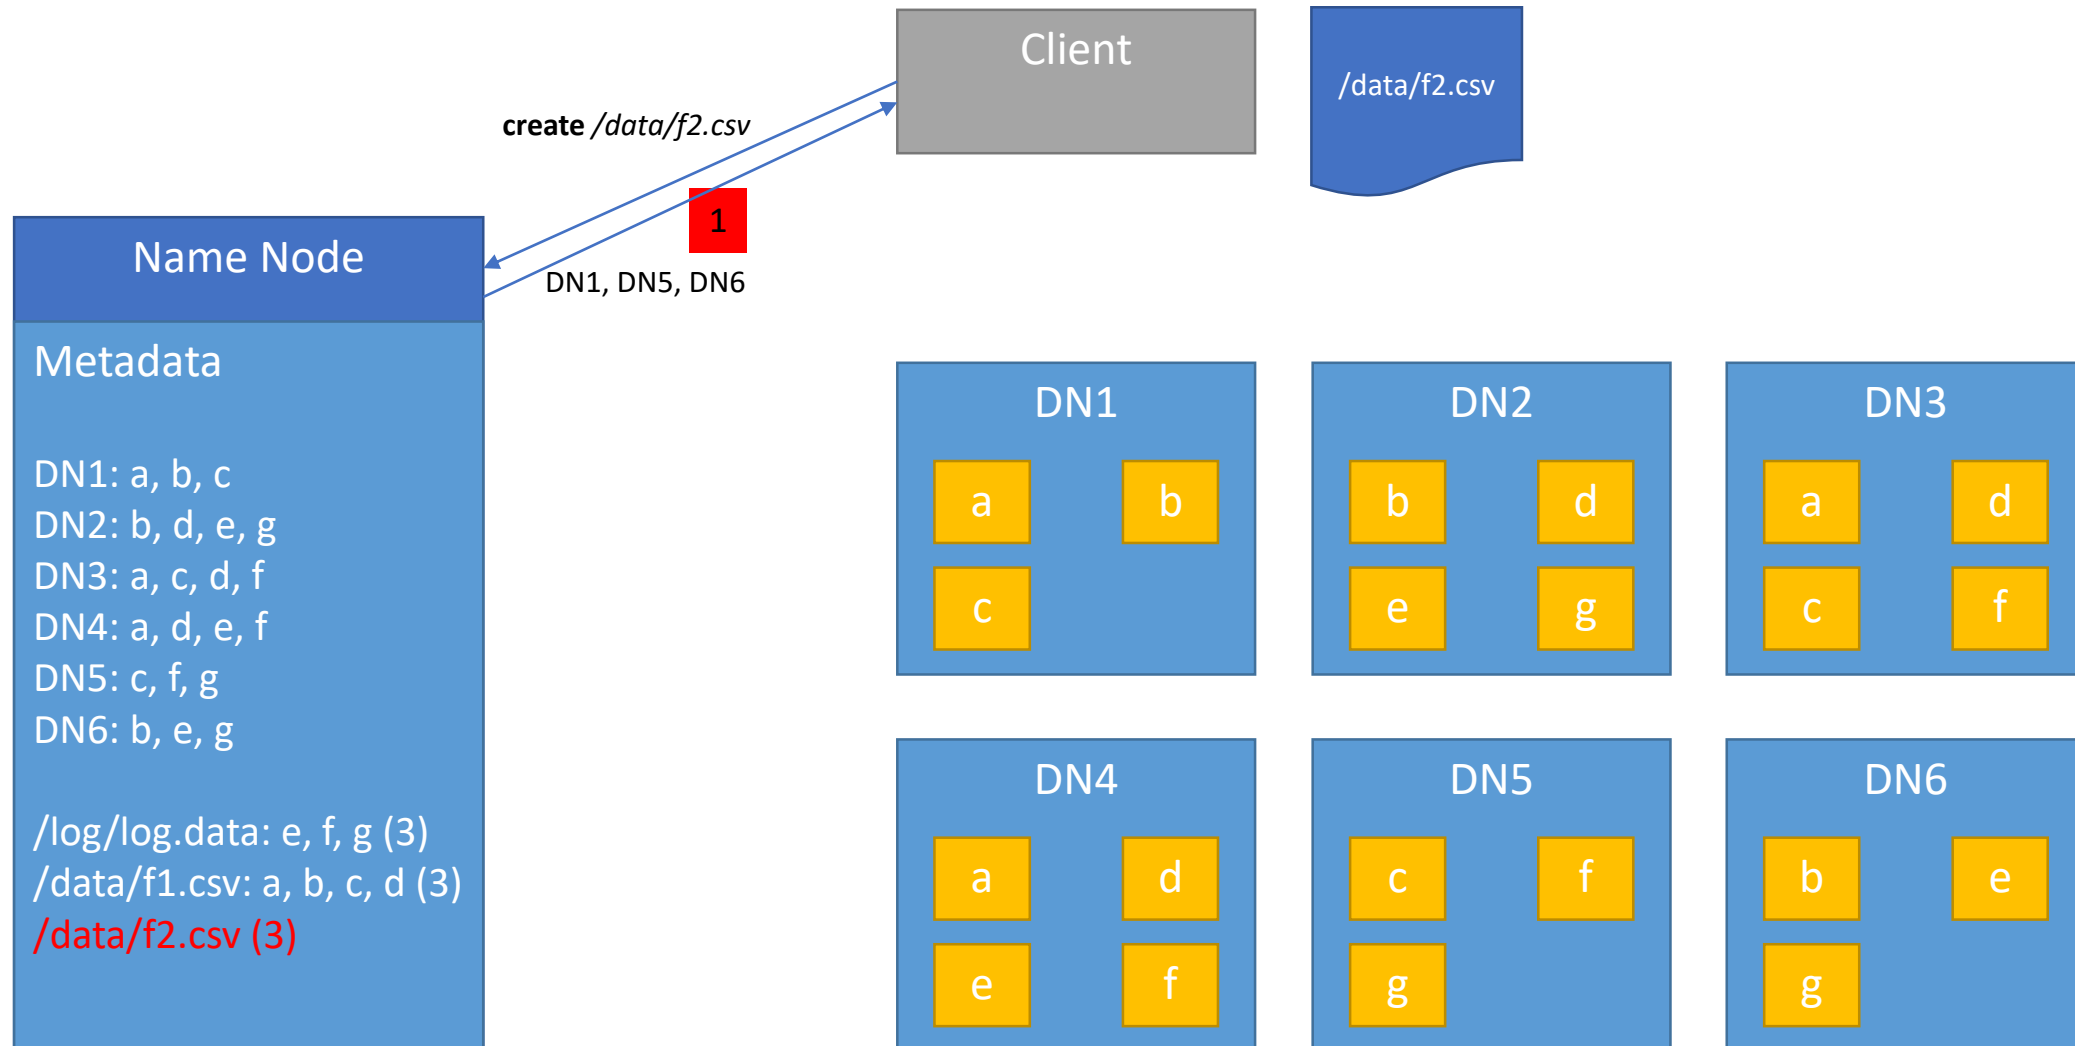 Client
/data/f2.csv
create /data/f2.csv
1
DN1, DN5, DN6
Name Node
Metadata
DN1: a, b, c
DN2: b, d, e, g
DN3: a, c, d, f
DN4: a, d, e, f
DN5: c, f, g
DN6: b, e, g
/log/log.data: e, f, g (3)
/data/f1.csv: a, b, c, d (3)
/data/f2.csv (3)
DN1
a b
c
DN2
b d
e g
DN3
a d
c f
DN4
a d
e f
DN5
c f
g
DN6
b e
g